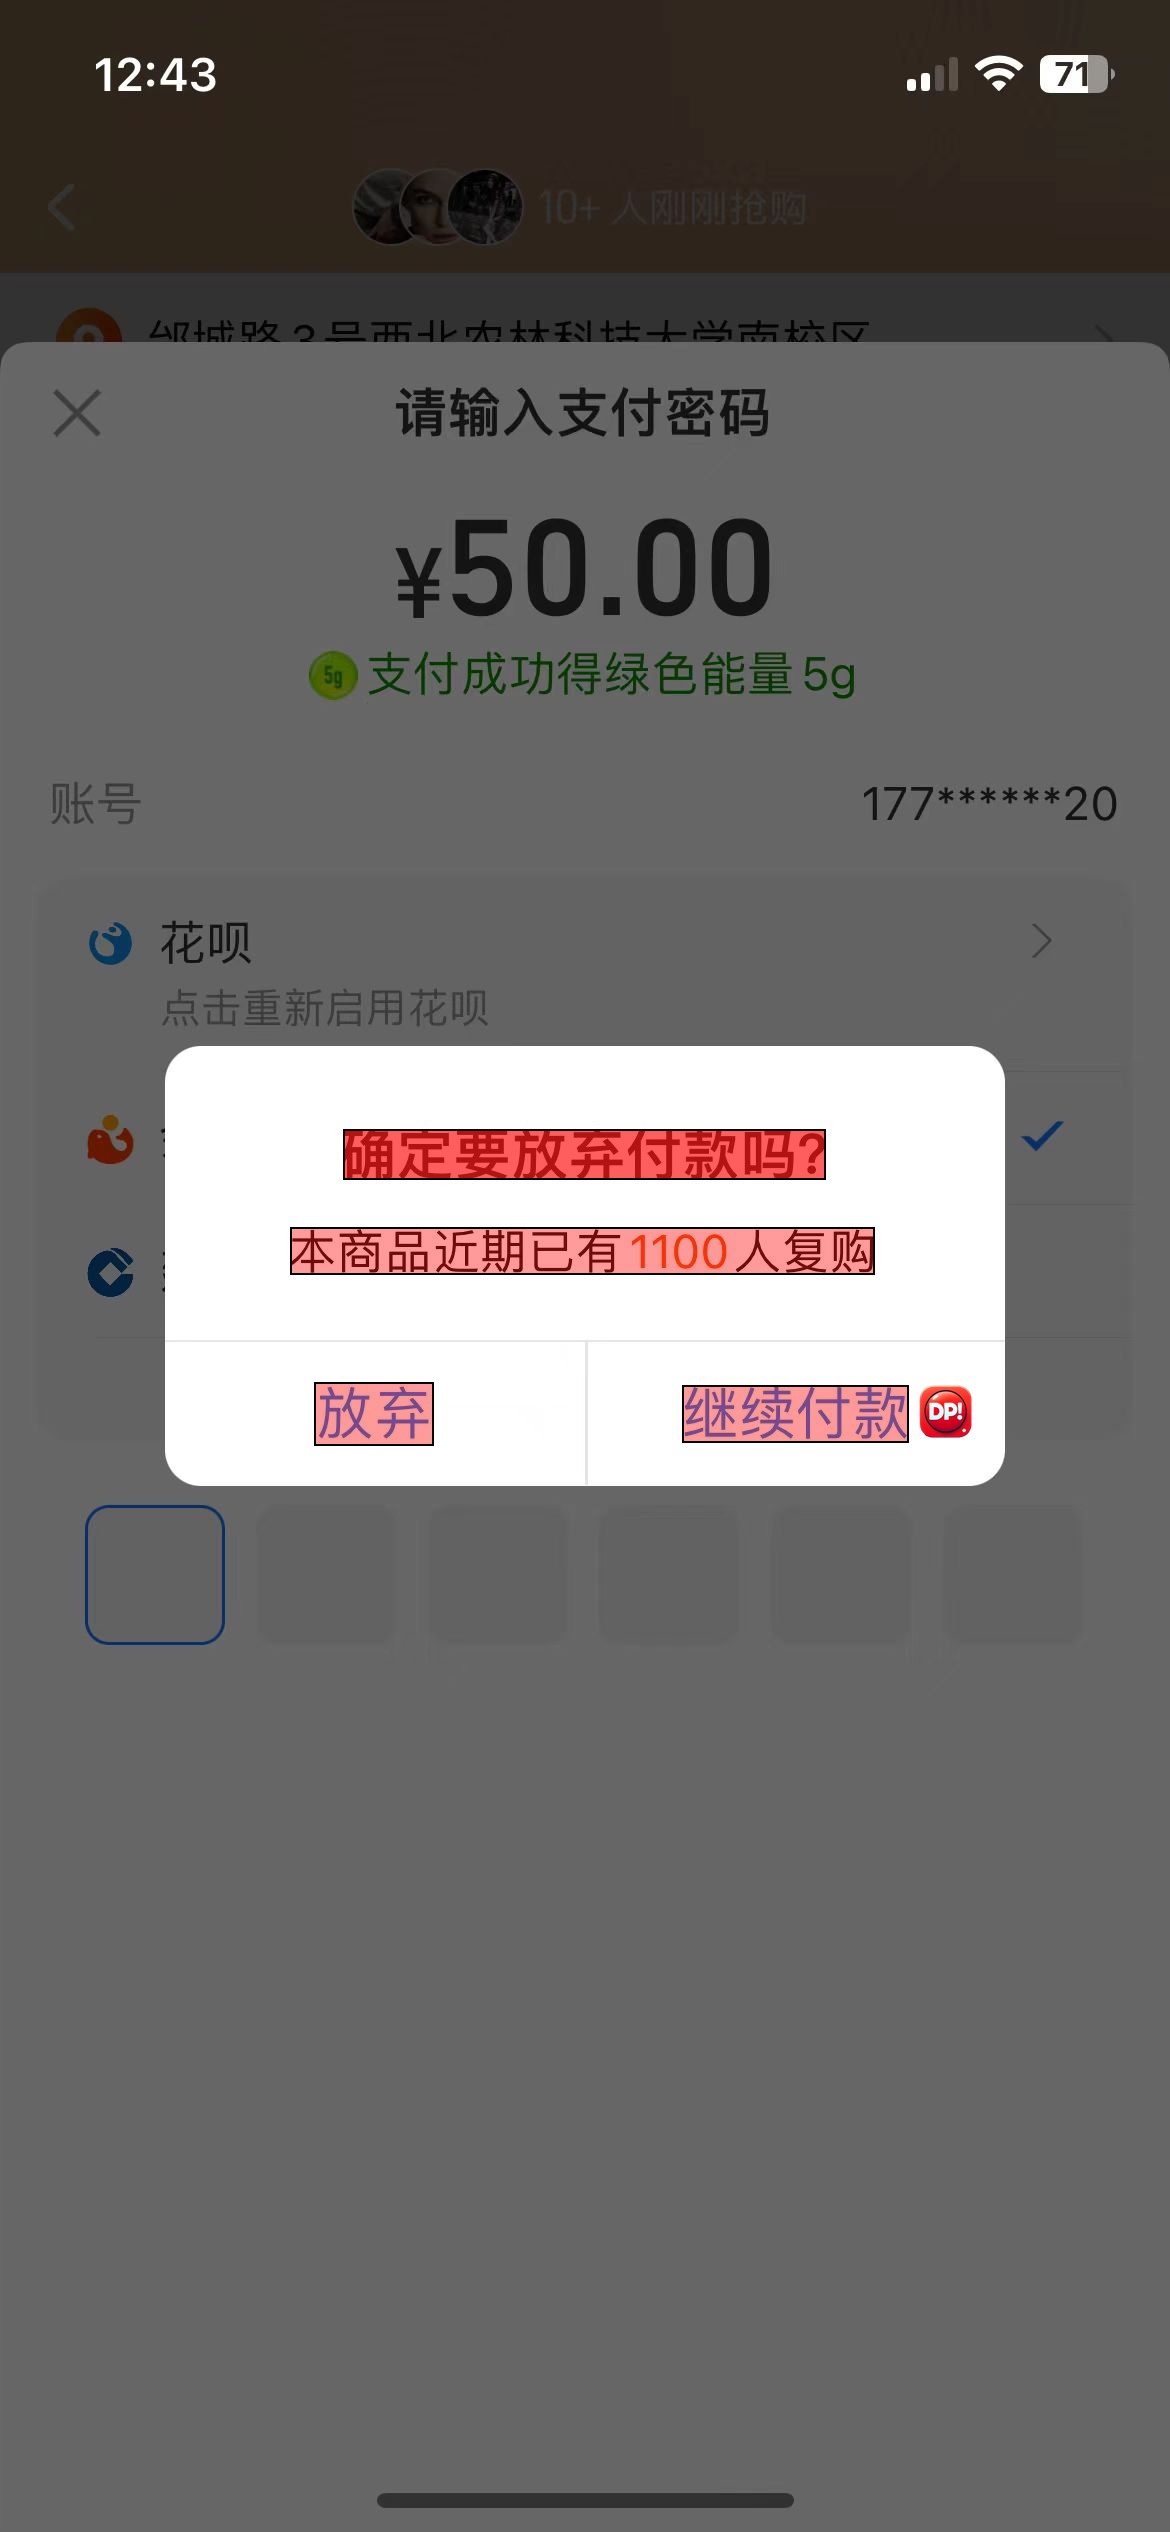 12:43
71
10+ 人刚刚抢购
邰城路3号西北农林科技大学南校区
请输入支付密码
¥50.00
5g 支付成功得绿色能量5g
账号
177******20
花呗
点击重新启用花呗
确定要放弃付款吗?
本商品近期已有1100人复购
放弃
继续付款 DP!